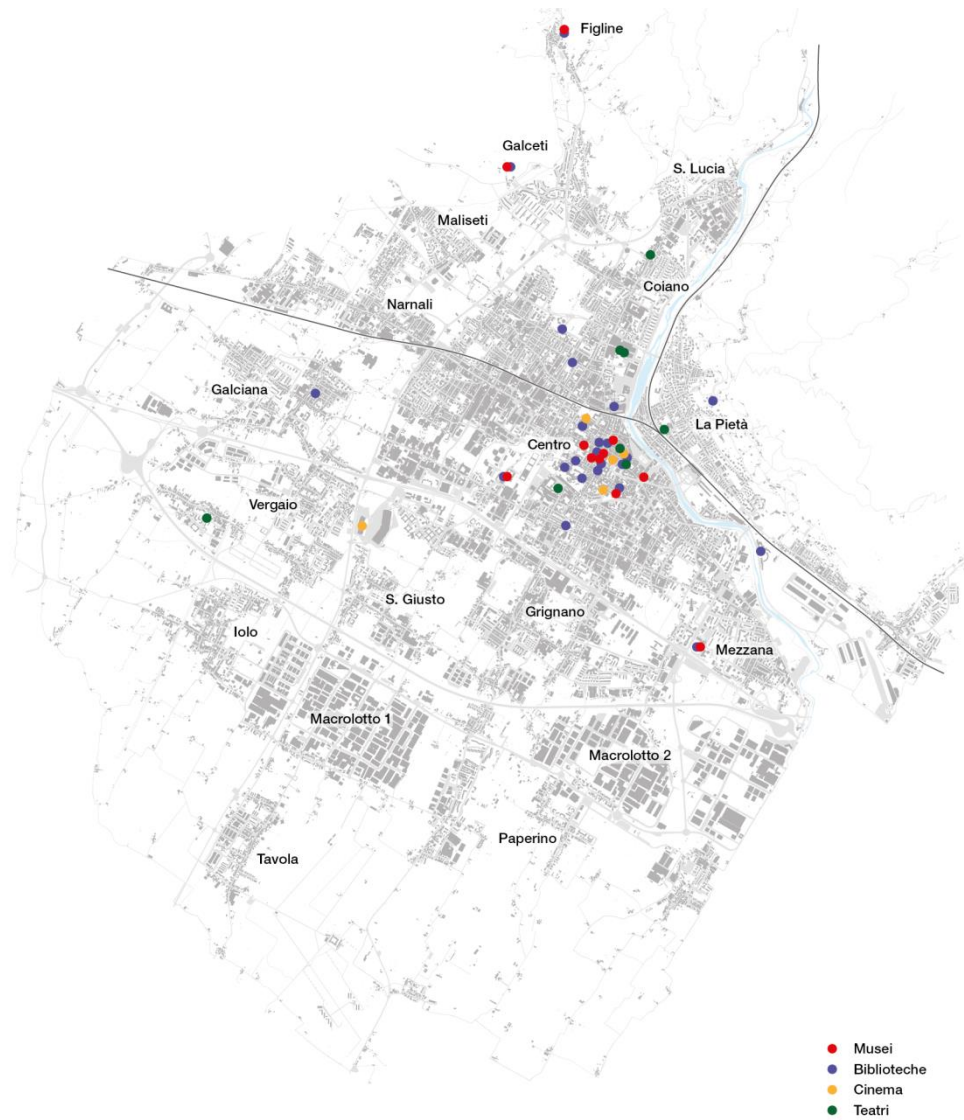 Figline
Galceti
S. Lucia
Maliseti
Coiano
Narnali
Galciana
La Pietà
Centro
Vergaio
S. Giusto
Grignano
Iolo
Mezzana
Macrolotto 1
Macrolotto 2
Paperino
Tavola
Musei
Biblioteche
Cinema
Teatri